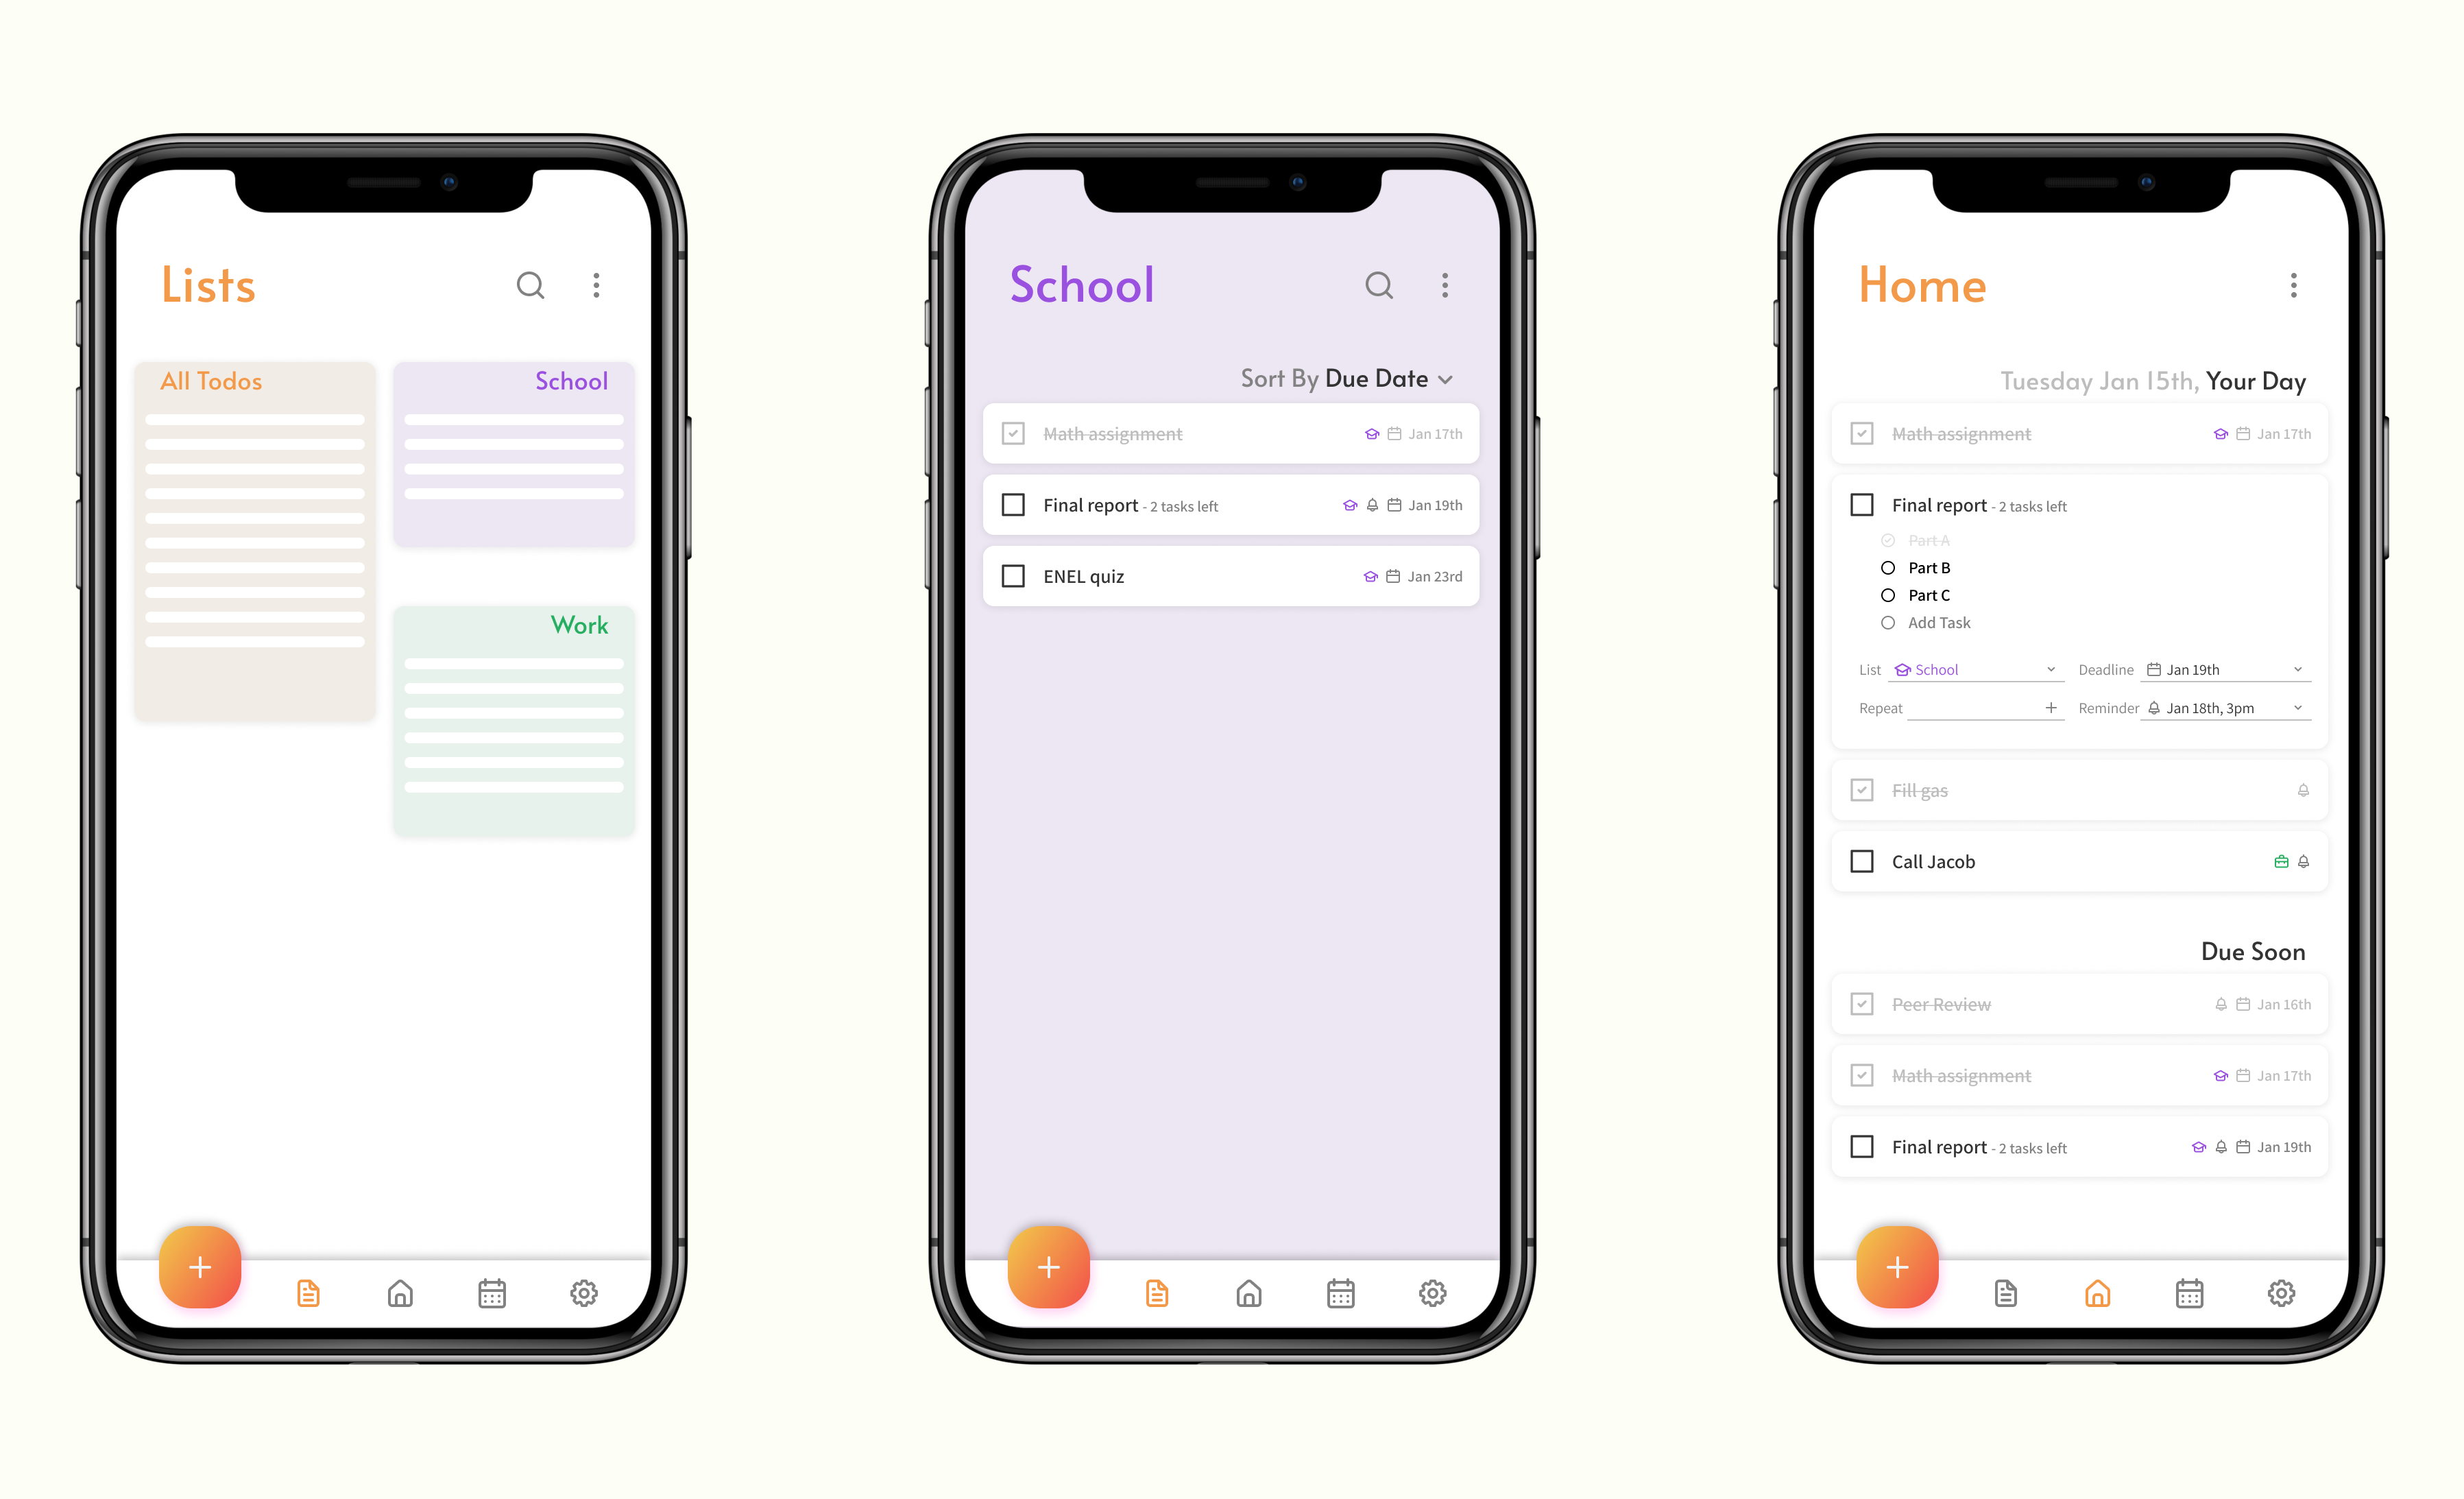 Lists
All Todos
School
Work
School
Sort By Due Date
Math assignment Jan 17th
Final report - 2 tasks left Jan 19th
ENEL quiz Jan 23rd
Home
Tuesday Jan 15th, Your Day
Math assignment Jan 17th
Final report - 2 tasks left
Part A
Part B
Part C
Add Task
List School Deadline Jan 19th
Repeat Reminder Jan 18th, 3pm
Fill gas
Call Jacob
Due Soon
Peer Review Jan 16th
Math assignment Jan 17th
Final report - 2 tasks left Jan 19th